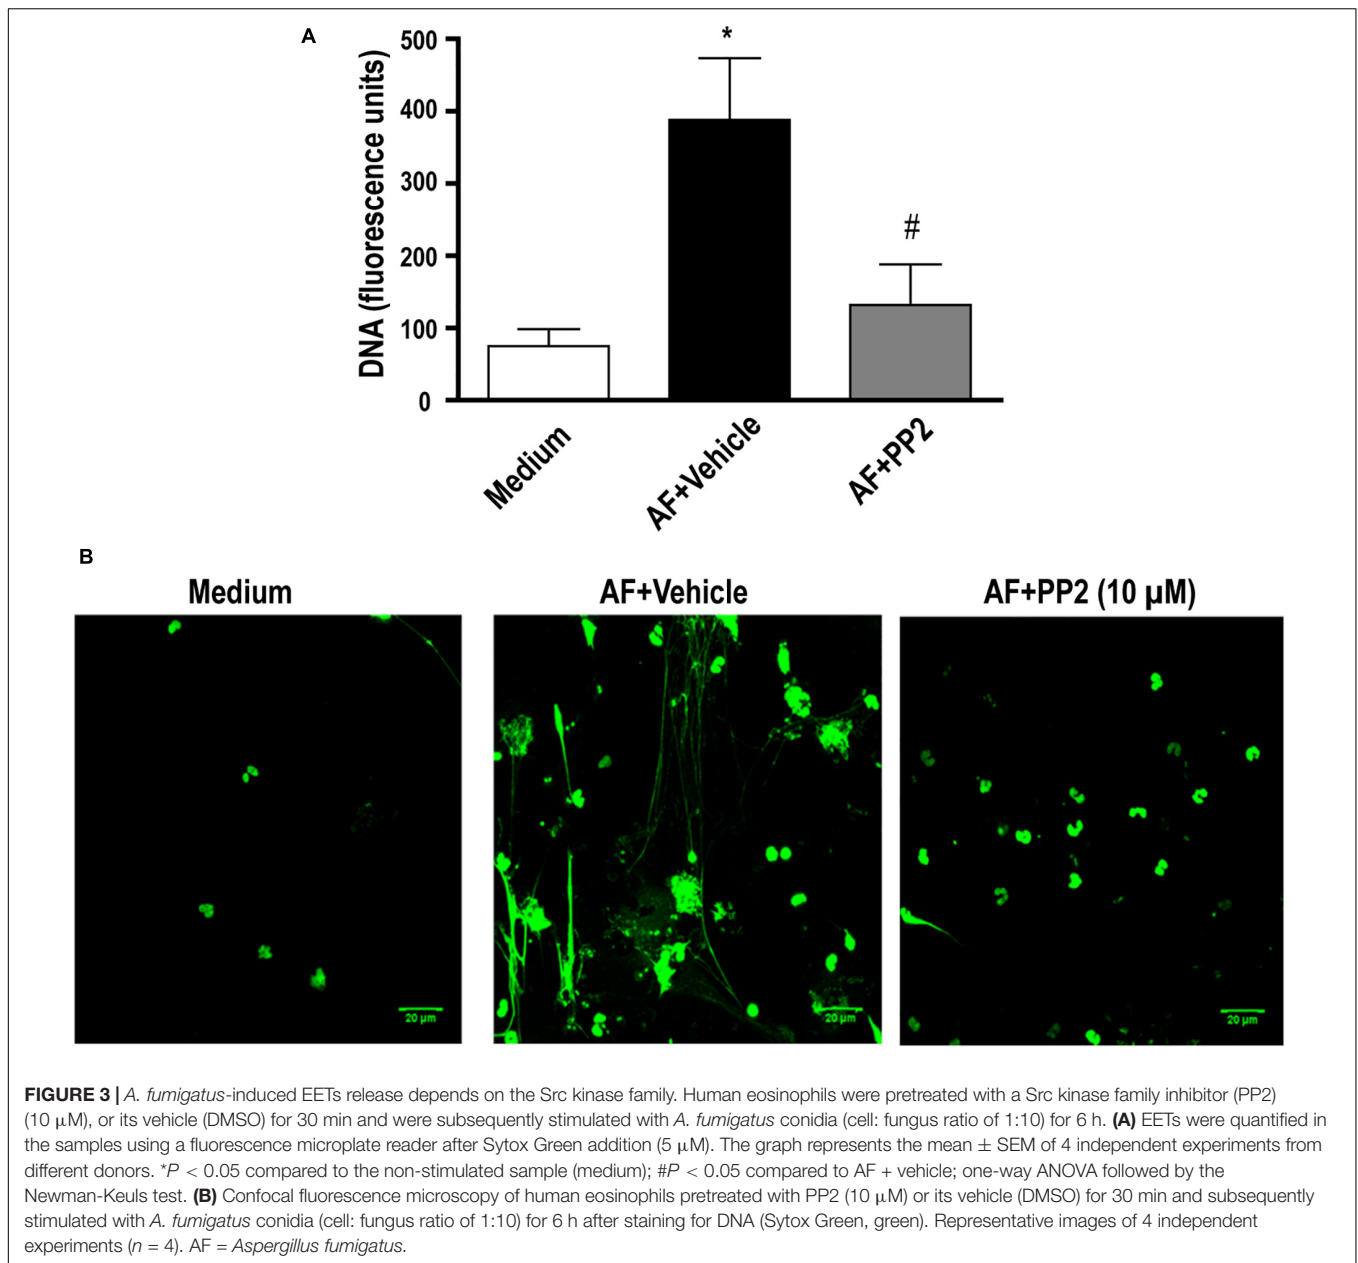 A
DNA (fluorescence units)
500
400
300
200
100
0
*
#
Medium
AF+Vehicle
AF+PP2
B
Medium
AF+Vehicle
AF+PP2 (10 µM)
20 µm
20 µm
20 µm
FIGURE 3 | A. fumigatus-induced EETs release depends on the Src kinase family. Human eosinophils were pretreated with a Src kinase family inhibitor (PP2)
(10 µM), or its vehicle (DMSO) for 30 min and were subsequently stimulated with A. fumigatus conidia (cell: fungus ratio of 1:10) for 6 h. (A) EETs were quantified in
the samples using a fluorescence microplate reader after Sytox Green addition (5 µM). The graph represents the mean ± SEM of 4 independent experiments from
different donors. *P < 0.05 compared to the non-stimulated sample (medium); #P < 0.05 compared to AF + vehicle; one-way ANOVA followed by the
Newman-Keuls test. (B) Confocal fluorescence microscopy of human eosinophils pretreated with PP2 (10 µM) or its vehicle (DMSO) for 30 min and subsequently
stimulated with A. fumigatus conidia (cell: fungus ratio of 1:10) for 6 h after staining for DNA (Sytox Green, green). Representative images of 4 independent
experiments (n = 4). AF = Aspergillus fumigatus.